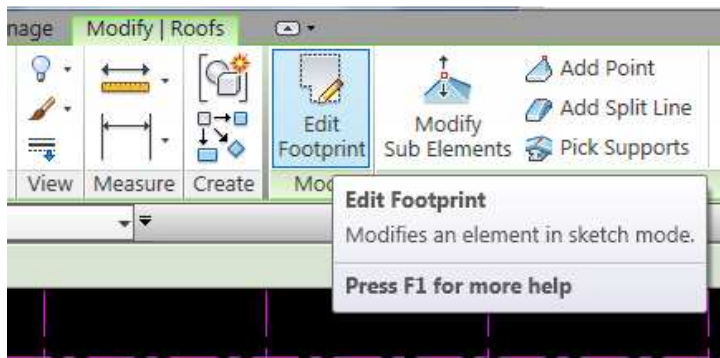 nage
Modify | Roofs
Edit
Footprint
Modify
Sub Elements
Add Point
Add Split Line
Pick Supports
View
Measure
Create
Mod
Edit Footprint
Modifies an element in sketch mode.
Press F1 for more help